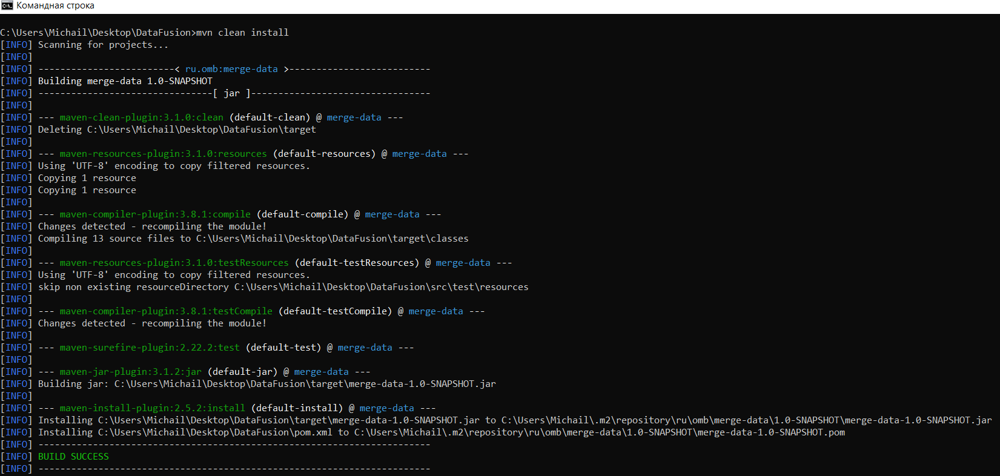 Командная строка
C:\Users\Michail\Desktop\DataFusion>mvn clean install
[INFO] Scanning for projects...
[INFO]
[INFO] -------------------------< ru.omb:merge-data >--------------------------
[INFO] Building merge-data 1.0-SNAPSHOT
[INFO] --------------------------------[ jar ]---------------------------------
[INFO]
[INFO] --- maven-clean-plugin:3.1.0:clean (default-clean) @ merge-data ---
[INFO] Deleting C:\Users\Michail\Desktop\DataFusion\target
[INFO]
[INFO] --- maven-resources-plugin:3.1.0:resources (default-resources) @ merge-data ---
[INFO] Using 'UTF-8' encoding to copy filtered resources.
[INFO] Copying 1 resource
[INFO] Copying 1 resource
[INFO]
[INFO] --- maven-compiler-plugin:3.8.1:compile (default-compile) @ merge-data ---
[INFO] Changes detected - recompiling the module!
[INFO] Compiling 13 source files to C:\Users\Michail\Desktop\DataFusion\target\classes
[INFO]
[INFO] --- maven-resources-plugin:3.1.0:testResources (default-testResources) @ merge-data ---
[INFO] Using 'UTF-8' encoding to copy filtered resources.
[INFO] skip non existing resourceDirectory C:\Users\Michail\Desktop\DataFusion\src\test\resources
[INFO]
[INFO] --- maven-compiler-plugin:3.8.1:testCompile (default-testCompile) @ merge-data ---
[INFO] Changes detected - recompiling the module!
[INFO]
[INFO] --- maven-surefire-plugin:2.22.2:test (default-test) @ merge-data ---
[INFO]
[INFO] --- maven-jar-plugin:3.1.2:jar (default-jar) @ merge-data ---
[INFO] Building jar: C:\Users\Michail\Desktop\DataFusion\target\merge-data-1.0-SNAPSHOT.jar
[INFO]
[INFO] --- maven-install-plugin:2.5.2:install (default-install) @ merge-data ---
[INFO] Installing C:\Users\Michail\Desktop\DataFusion\target\merge-data-1.0-SNAPSHOT.jar to C:\Users\Michail\.m2\repository\ru\omb\merge-data\1.0-SNAPSHOT\merge-data-1.0-SNAPSHOT.jar
[INFO] Installing C:\Users\Michail\Desktop\DataFusion\pom.xml to C:\Users\Michail\.m2\repository\ru\omb\merge-data\1.0-SNAPSHOT\merge-data-1.0-SNAPSHOT.pom
[INFO] ------------------------------------------------------------------------
[INFO] BUILD SUCCESS
[INFO] ------------------------------------------------------------------------